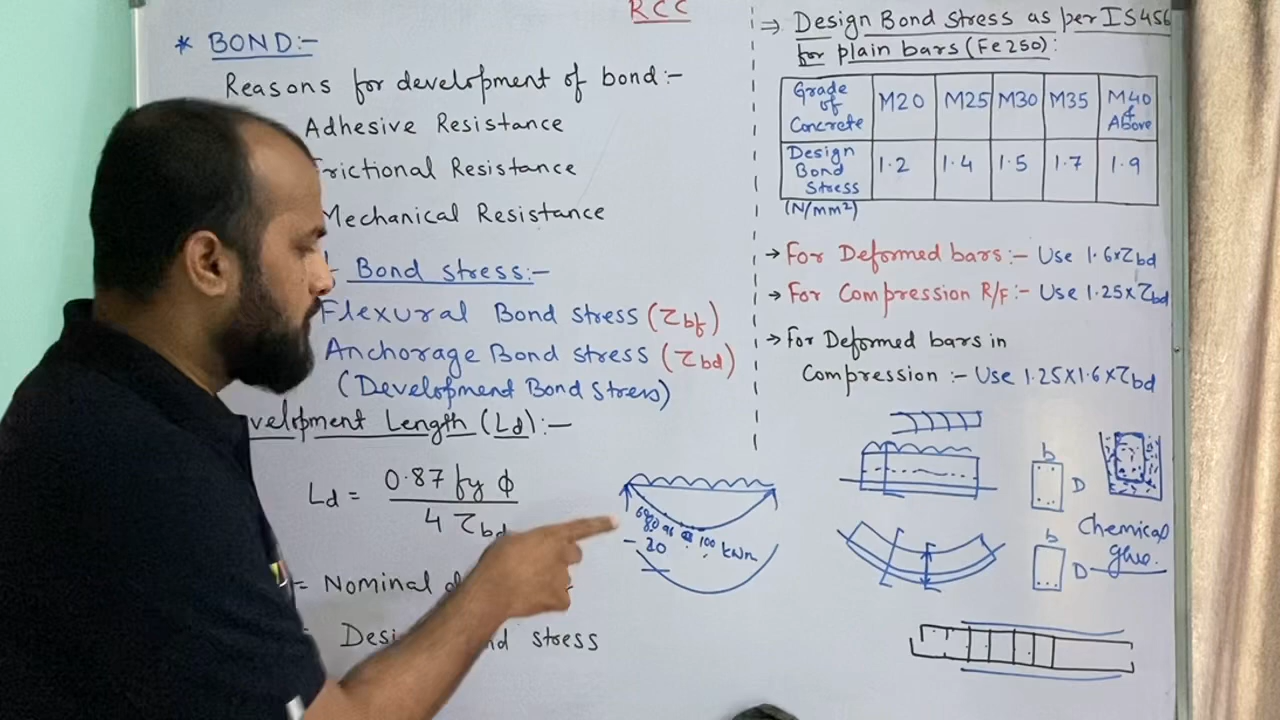 RCC
* BOND:-
Reasons for development of bond:-
Adhesive Resistance
Frictional Resistance
Mechanical Resistance
Bond stress:-
Flexural Bond stress (τbf)
Anchorage Bond stress (τbd)
(Development Bond Stress)
velopment Length (Ld):-
Ld = 0.87 fy ϕ
4 τbd
= Nominal d
= Desi nd stress
⇒ Design Bond Stress as per IS456
for plain bars (Fe250):
Grade of Concrete M20 M25 M30 M35 M40 & Above
Design Bond Stress 1.2 1.4 1.5 1.7 1.9
(N/mm²)
→ For Deformed bars:- Use 1.6×τbd
→ For Compression R/F:- Use 1.25×τbd
→ For Deformed bars in
Compression:- Use 1.25×1.6×τbd
b
D
100 kNm
- 20
Chemical
glue.
b
D